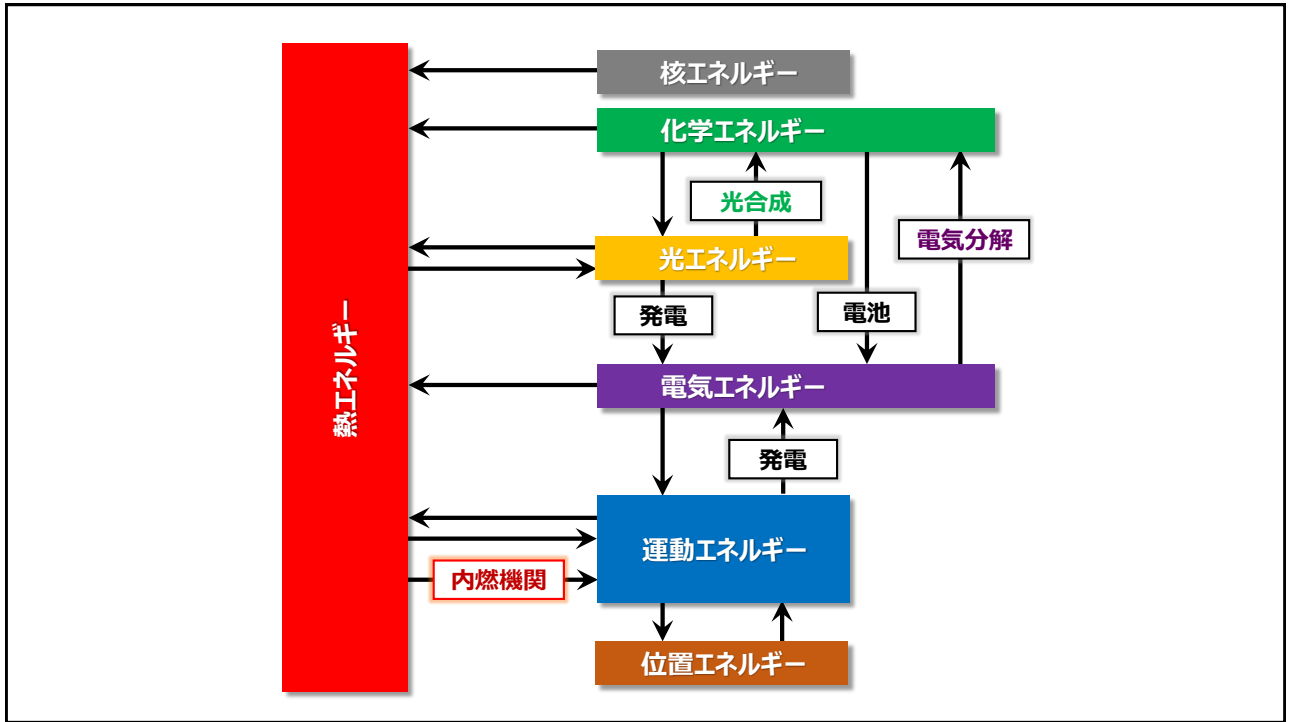 核エネルギー
化学エネルギー
光合成
電気分解
光エネルギー
発電
電池
熱エネルギー
電気エネルギー
発電
運動エネルギー
内燃機関
位置エネルギー